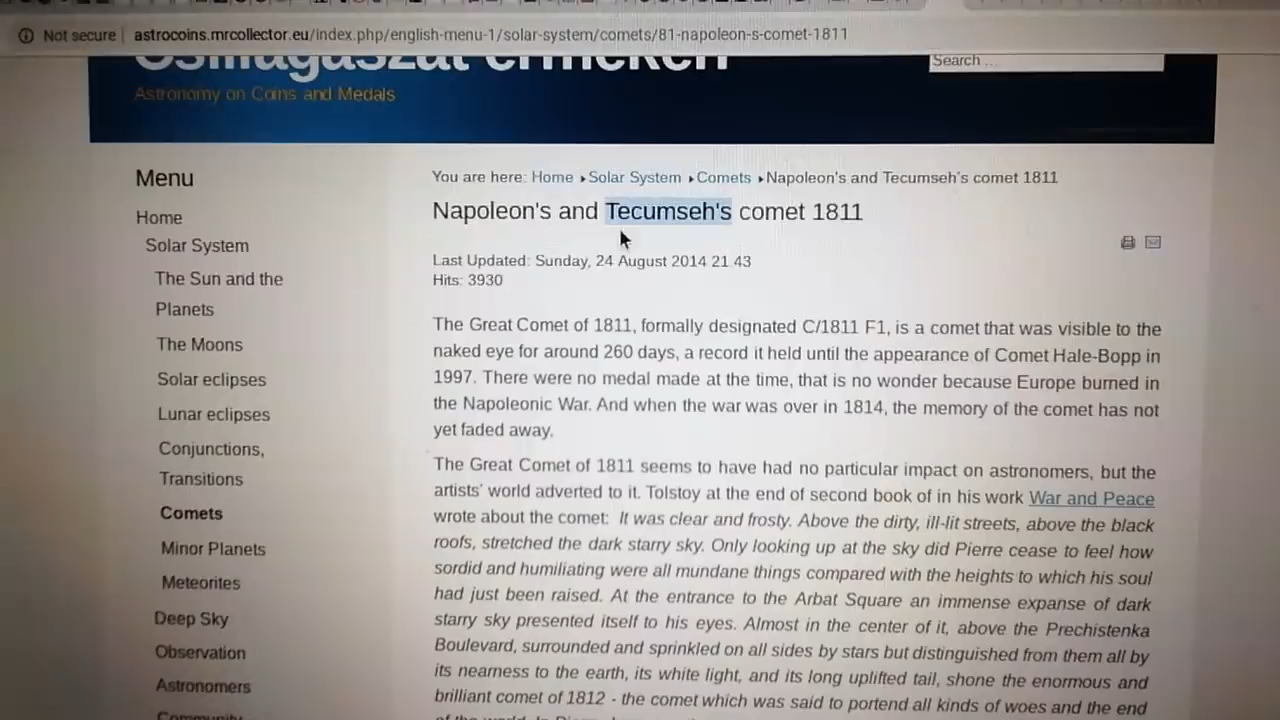 Not secure | astrocoins.mrcollector.eu/index.php/english-menu-1/solar-system/comets/81-napoleon-s-comet-1811
Csillagászat érméken
Search ...
Astronomy on Coins and Medals
Menu
Home
Solar System
The Sun and the
Planets
The Moons
Solar eclipses
Lunar eclipses
Conjunctions,
Transitions
Comets
Minor Planets
Meteorites
Deep Sky
Observation
Astronomers
Community
You are here: Home Solar System Comets Napoleon's and Tecumseh's comet 1811
Napoleon's and Tecumseh's comet 1811
Last Updated: Sunday, 24 August 2014 21 43
Hits: 3930
The Great Comet of 1811, formally designated C/1811 F1, is a comet that was visible to the
naked eye for around 260 days, a record it held until the appearance of Comet Hale-Bopp in
1997. There were no medal made at the time, that is no wonder because Europe burned in
the Napoleonic War. And when the war was over in 1814, the memory of the comet has not
yet faded away.
The Great Comet of 1811 seems to have had no particular impact on astronomers, but the
artists' world adverted to it. Tolstoy at the end of second book of in his work War and Peace
wrote about the comet: It was clear and frosty. Above the dirty, ill-lit streets, above the black
roofs, stretched the dark starry sky. Only looking up at the sky did Pierre cease to feel how
sordid and humiliating were all mundane things compared with the heights to which his soul
had just been raised. At the entrance to the Arbat Square an immense expanse of dark
starry sky presented itself to his eyes. Almost in the center of it, above the Prechistenka
Boulevard, surrounded and sprinkled on all sides by stars but distinguished from them all by
its nearness to the earth, its white light, and its long uplifted tail, shone the enormous and
brilliant comet of 1812 - the comet which was said to portend all kinds of woes and the end